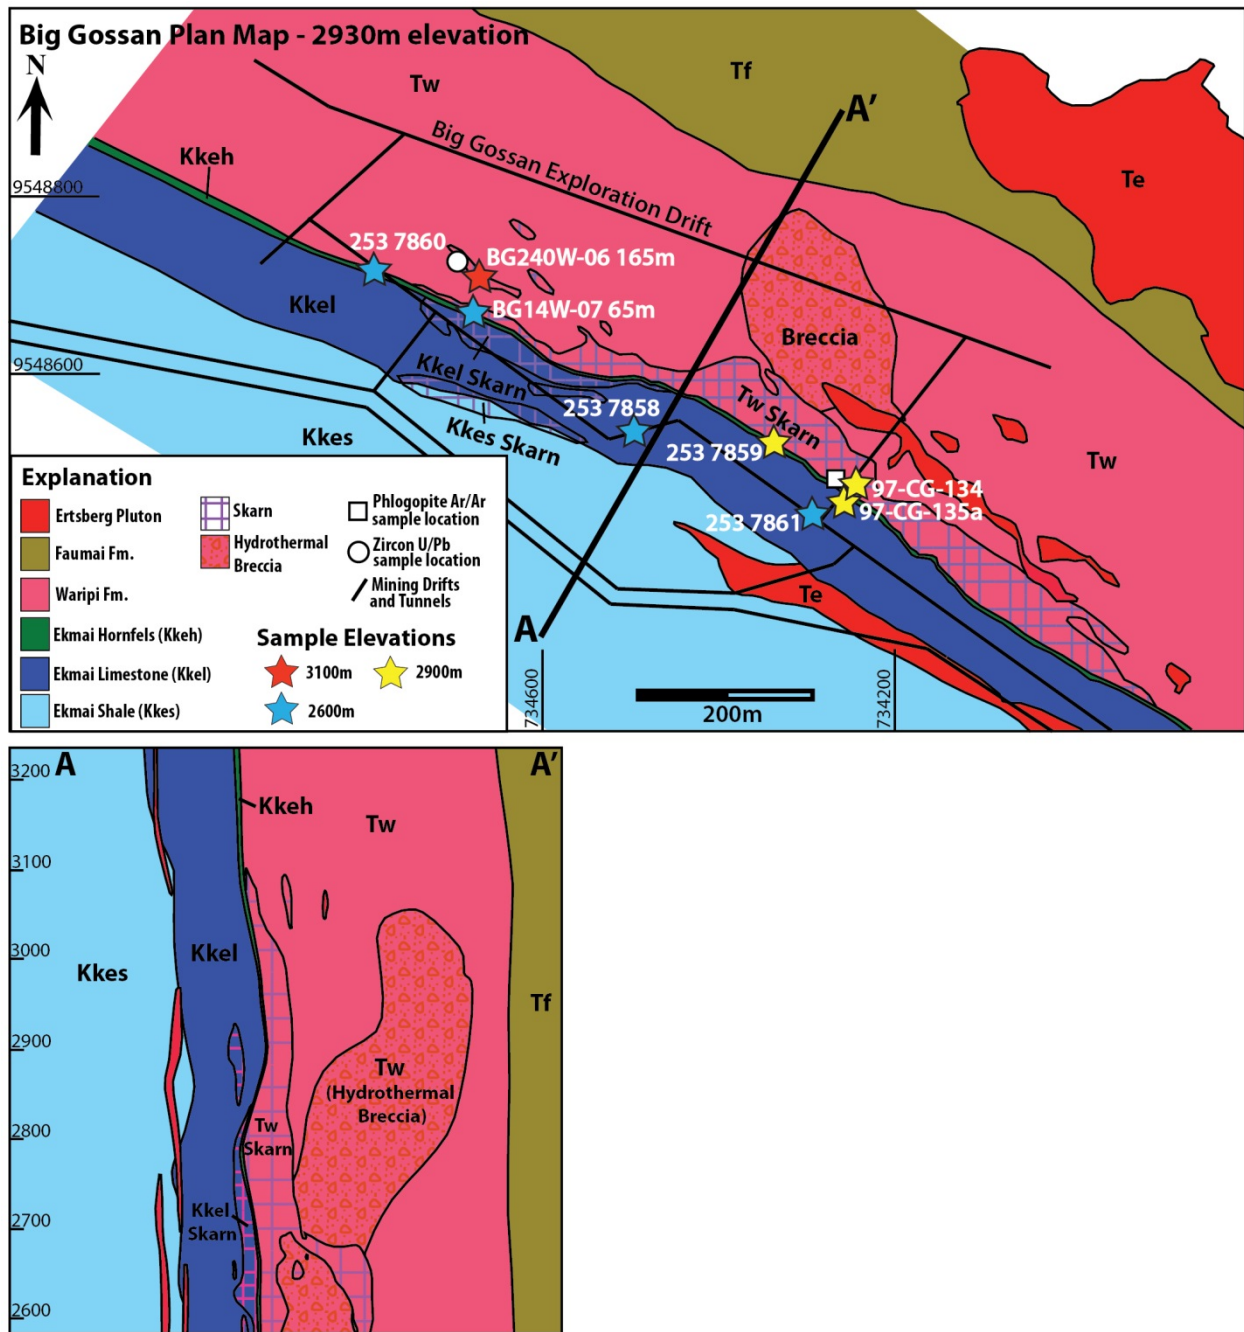 Big Gossan Plan Map - 2930m elevation
N
Tw
Tf
A'
Te
Kkeh
Big Gossan Exploration Drift
9548800
253 7860
BG240W-06 165m
BG14W-07 65m
Kkel
Breccia
9548600
Kkel Skarn
Tw Skarn
253 7858
Kkes
Kkes Skarn
253 7859
Tw
97-CG-134
97-CG-135a
253 7861
Te
A
734600
734200
200m
Explanation
Ertsberg Pluton
Faumai Fm.
Waripi Fm.
Ekmai Hornfels (Kkeh)
Ekmai Limestone (Kkel)
Ekmai Shale (Kkes)
Skarn
Hydrothermal
Breccia
Phlogopite Ar/Ar
sample location
Zircon U/Pb
sample location
Mining Drifts
and Tunnels
Sample Elevations
3100m
2900m
2600m
A
A'
3200
3100
3000
2900
2800
2700
2600
Kkeh
Tw
Kkel
Kkes
Tf
Tw
(Hydrothermal
Breccia)
Tw
Skarn
Kkel
Skarn